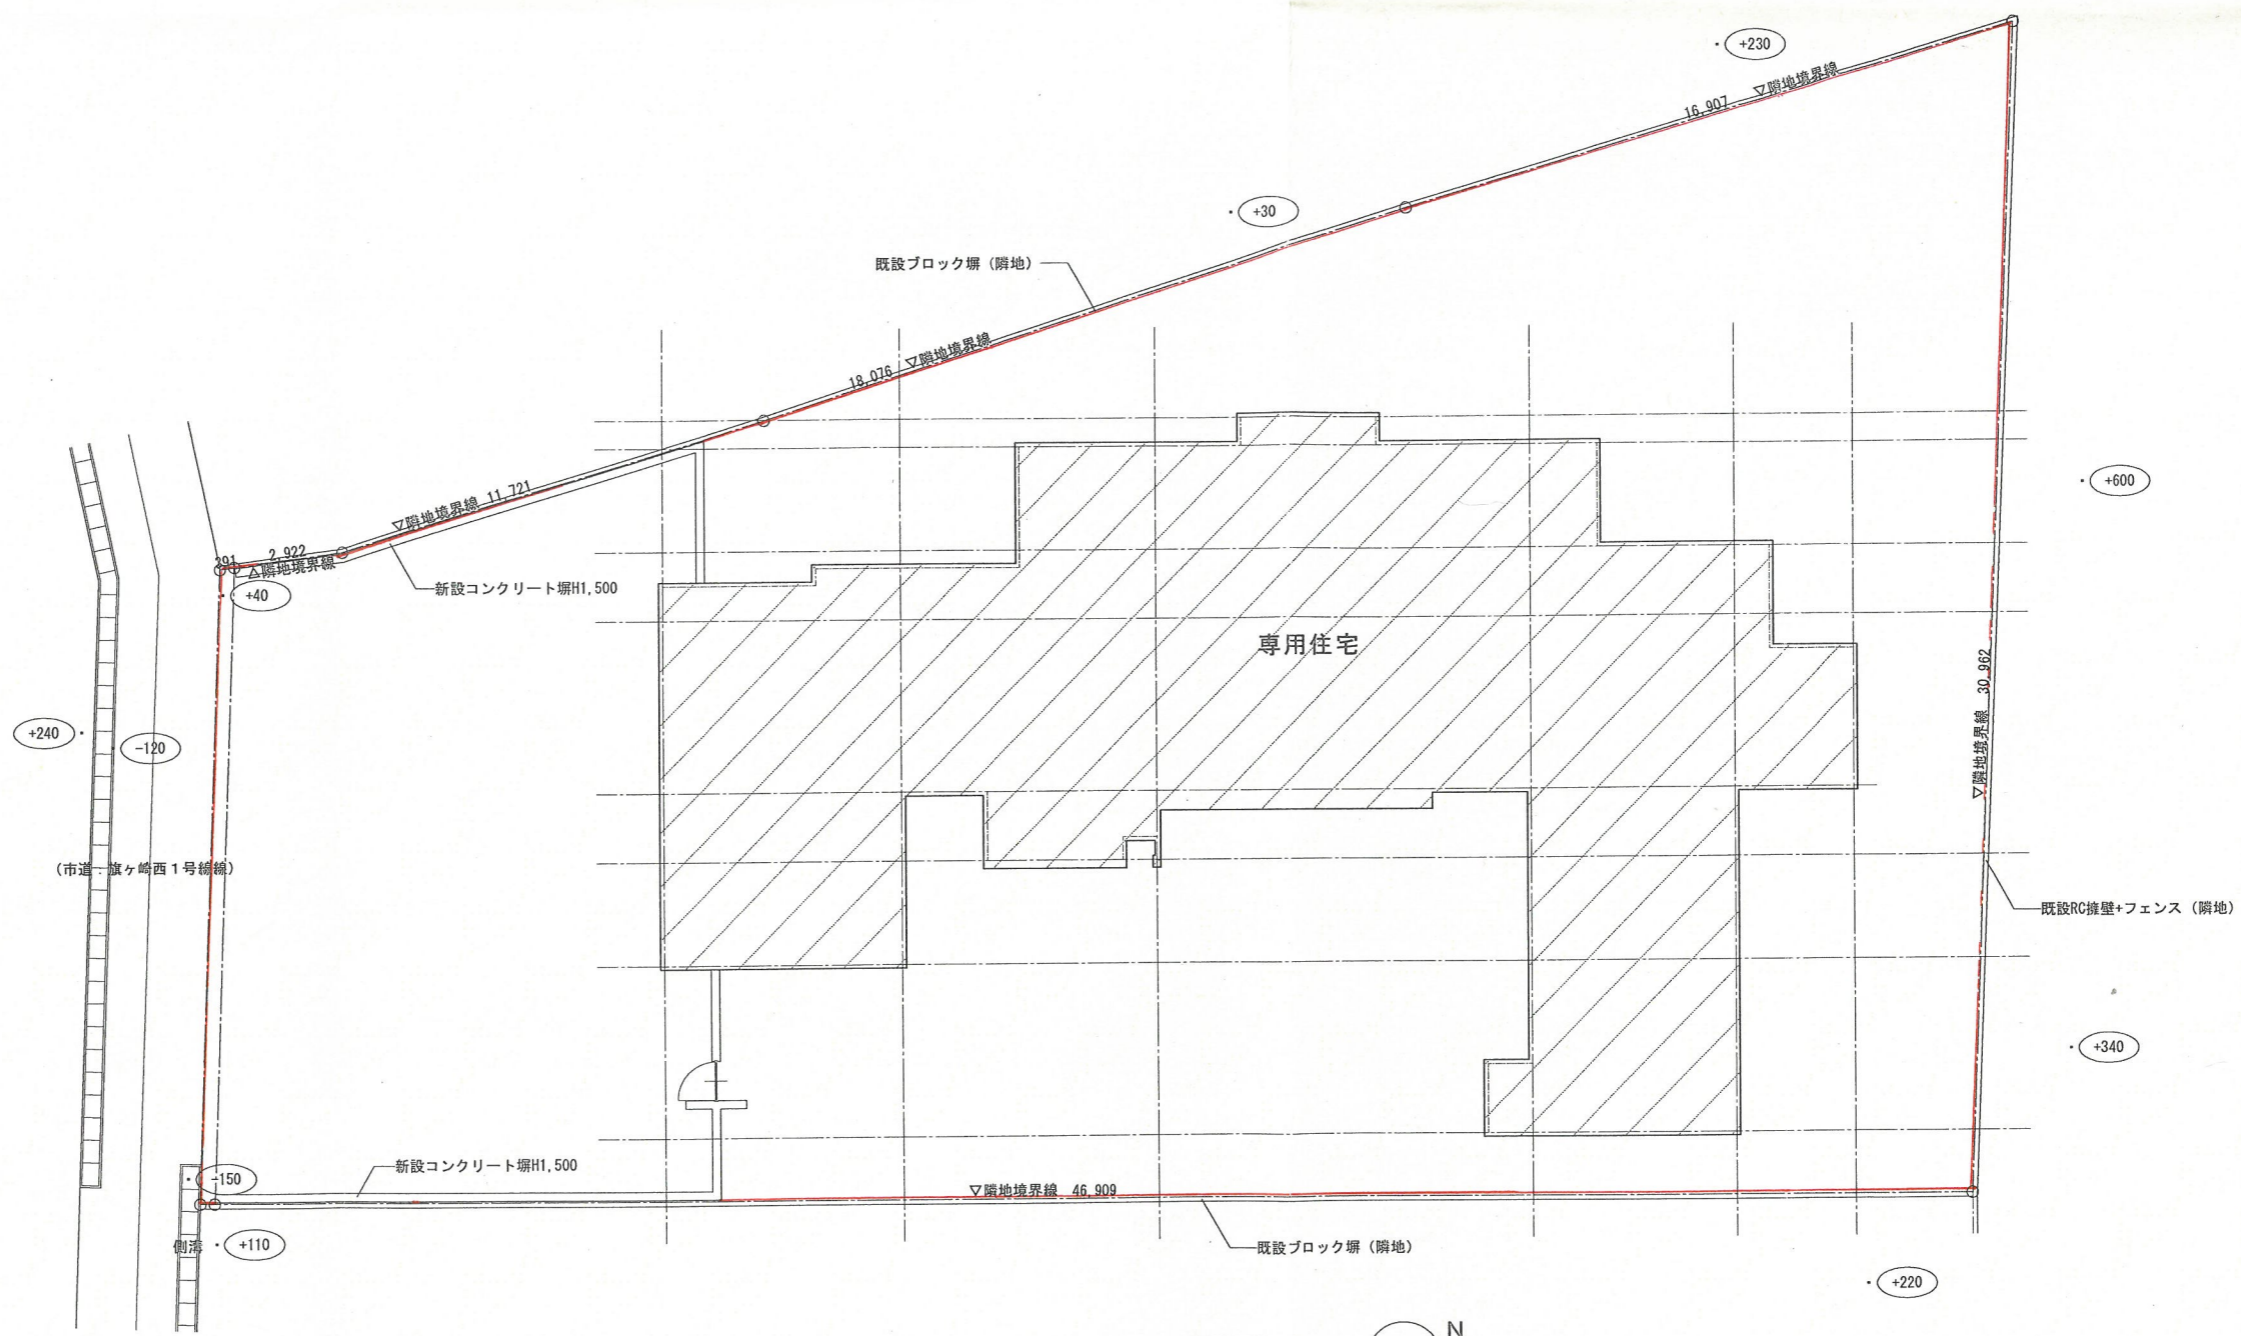 +230
▽隣地境界線
16,907
+30
既設ブロック塀（隣地）
▽隣地境界線
18,076
+600
▽隣地境界線 11,721
2,922
391
△隣地境界線
+40
新設コンクリート塀H1,500
専用住宅
▽隣地境界線 30,962
+240
-120
(市道：旗ヶ崎西１号線線)
既設RC擁壁+フェンス（隣地）
+340
新設コンクリート塀H1,500
-150
▽隣地境界線 46,909
側溝
+110
既設ブロック塀（隣地）
+220
N